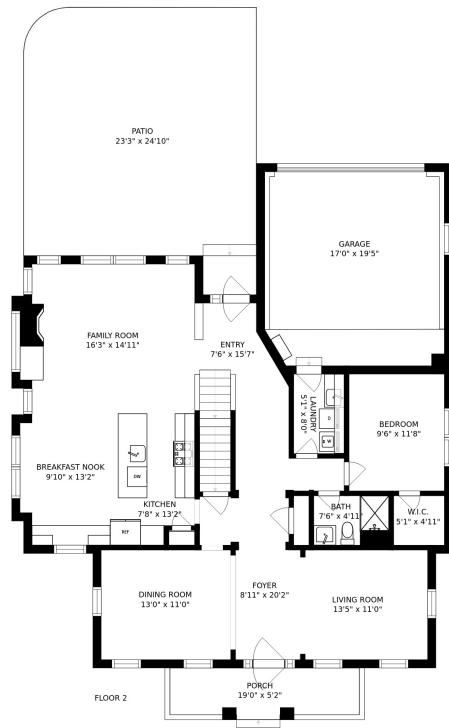 PATIO
23'3" x 24'10"
GARAGE
17'0" x 19'5"
FAMILY ROOM
16'3" x 14'11"
ENTRY
7'6" x 15'7"
LAUNDRY
5'1" x 8'0"
D
W
BEDROOM
9'6" x 11'8"
BREAKFAST NOOK
9'10" x 13'2"
DW
KITCHEN
7'8" x 13'2"
REF
BATH
7'6" x 4'11"
W.I.C.
5'1" x 4'11"
DINING ROOM
13'0" x 11'0"
FOYER
8'11" x 20'2"
LIVING ROOM
13'5" x 11'0"
PORCH
19'0" x 5'2"
FLOOR 2